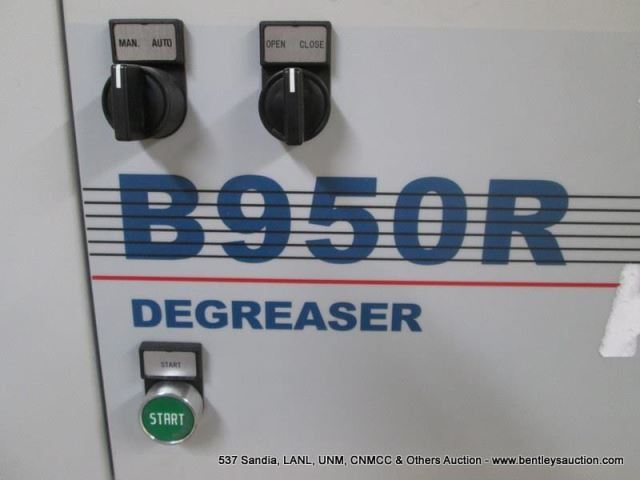 MAN. AUTO
OPEN CLOSE
B950R
DEGREASER
START
START
537 Sandia, LANL, UNM, CNMCC & Others Auction - www.bentleysauction.com